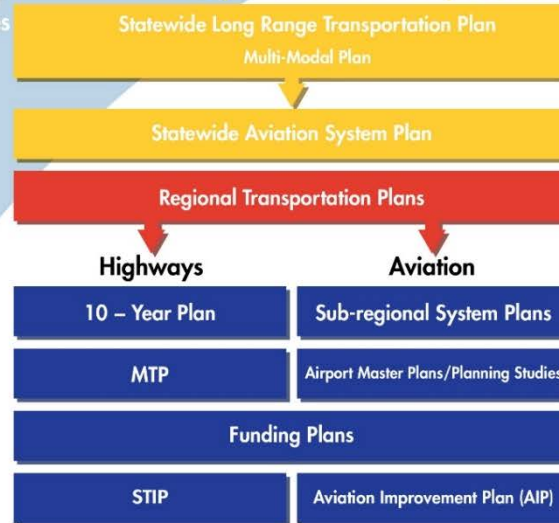 Statewide Long Range Transportation Plan
Multi-Modal Plan
Statewide Aviation System Plan
Regional Transportation Plans
Highways
Aviation
10 – Year Plan
Sub-regional System Plans
MTP
Airport Master Plans/Planning Studies
Funding Plans
STIP
Aviation Improvement Plan (AIP)